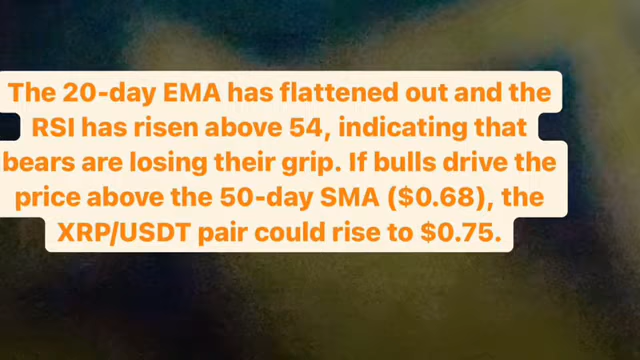 The 20-day EMA has flattened out and the
RSI has risen above 54, indicating that
bears are losing their grip. If bulls drive the
price above the 50-day SMA ($0.68), the
XRP/USDT pair could rise to $0.75.